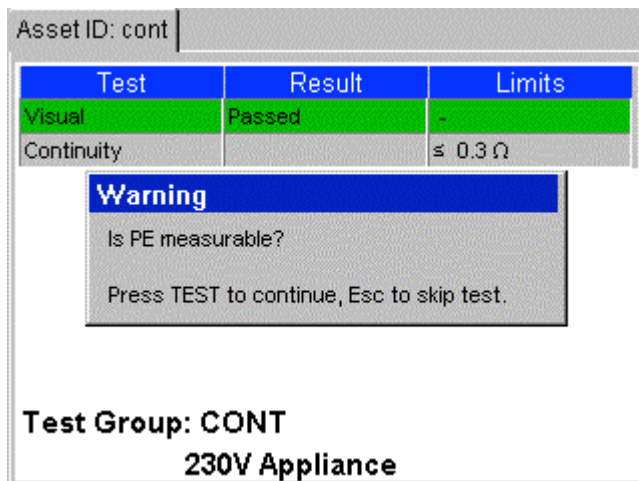 Asset ID: cont
Test Result Limits
Visual Passed -
Continuity ≤ 0.3 Ω
Warning
Is PE measurable?
Press TEST to continue, Esc to skip test.
Test Group: CONT
230V Appliance